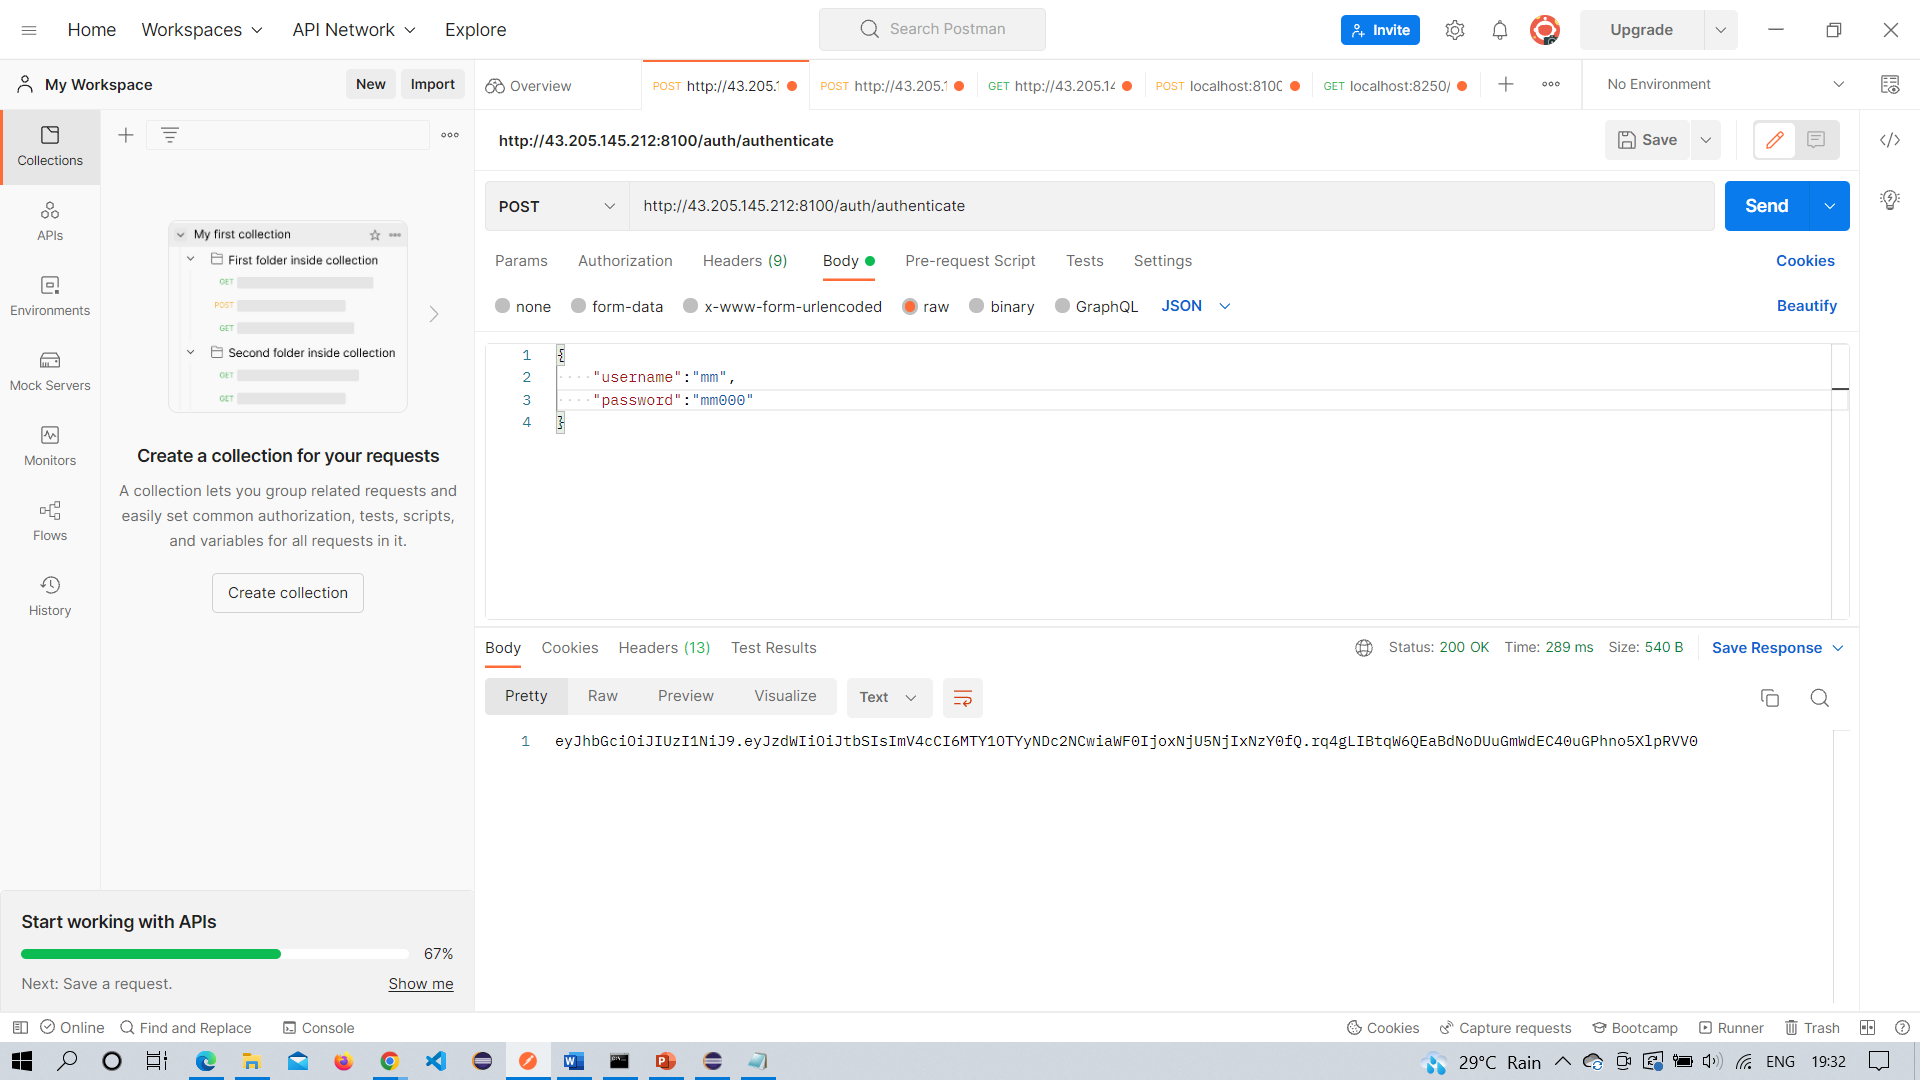 Home Workspaces API Network Explore
Search Postman
Invite Upgrade
My Workspace New Import
Overview POST http://43.205.1 POST http://43.205.1 GET http://43.205.14 POST localhost:8100 GET localhost:8250/ No Environment
Collections
APIs
Environments
Mock Servers
Monitors
Flows
History
My first collection
First folder inside collection
GET
POST
GET
Second folder inside collection
GET
GET
Create a collection for your requests
A collection lets you group related requests and
easily set common authorization, tests, scripts,
and variables for all requests in it.
Create collection
Start working with APIs
67%
Next: Save a request. Show me
http://43.205.145.212:8100/auth/authenticate Save
POST http://43.205.145.212:8100/auth/authenticate Send
Params Authorization Headers (9) Body Pre-request Script Tests Settings Cookies
none form-data x-www-form-urlencoded raw binary GraphQL JSON Beautify
1 {
2 "username":"mm",
3 "password":"mm000"
4 }
Body Cookies Headers (13) Test Results Status: 200 OK Time: 289 ms Size: 540 B Save Response
Pretty Raw Preview Visualize Text
1 eyJhbGciOiJIUzI1NiJ9.eyJzdWIiOiJtbSIsImV4cCI6MTY1OTYyNDc2NCwiaWF0IjoxNjU5NjIxNzY0fQ.rq4gLIBtqW6QEaBdNoDUuGmWdEC40uGPhno5XlpRVV0
Online Find and Replace Console Cookies Capture requests Bootcamp Runner Trash
29°C Rain ENG 19:32